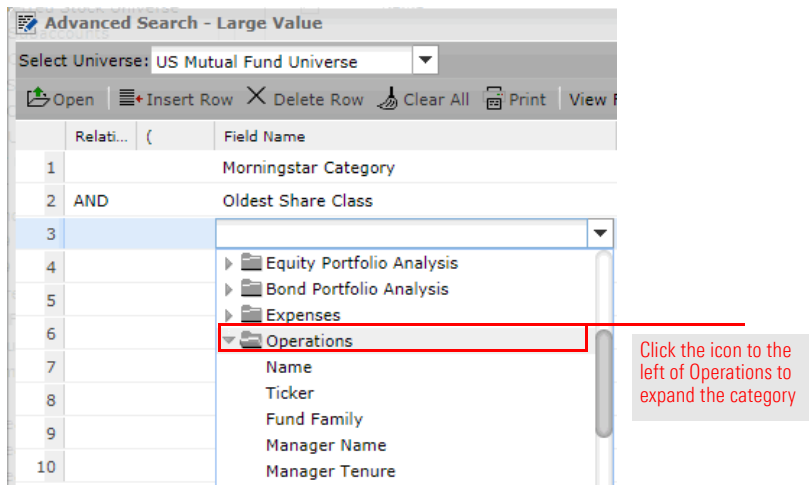 Advanced Search - Large Value
Select Universe: US Mutual Fund Universe
Open Insert Row Delete Row Clear All Print View
Relati... ( Field Name
1 Morningstar Category
2 AND Oldest Share Class
3
4 Equity Portfolio Analysis
5 Bond Portfolio Analysis
Expenses
6 Operations
7 Name
8 Ticker
Fund Family
9 Manager Name
10 Manager Tenure
Click the icon to the
left of Operations to
expand the category